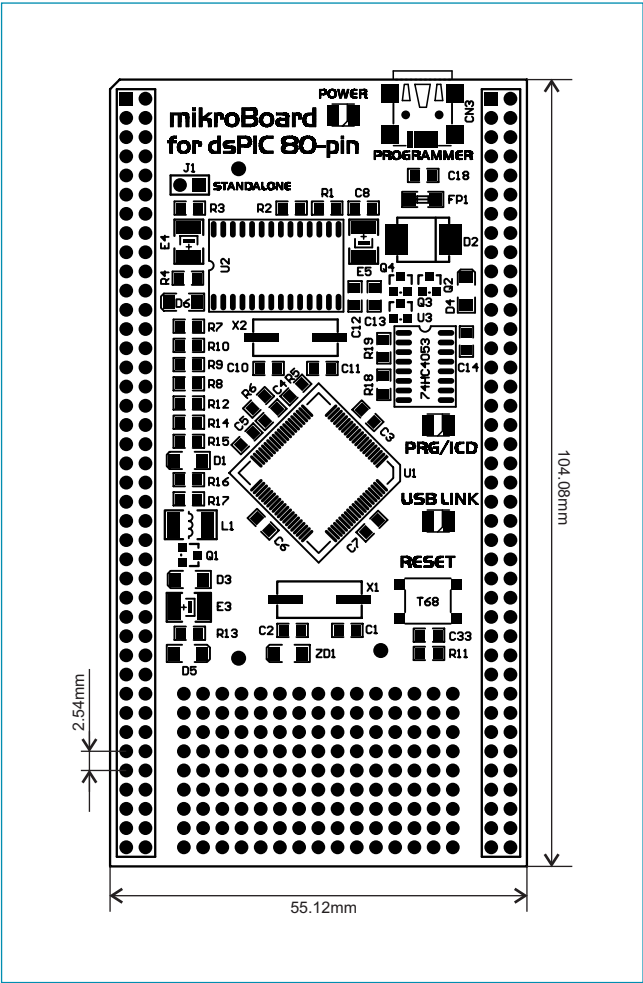 POWER
CN3
mikroBoard
for dsPIC 80-pin
PROGRAMMER
J1
STANDALONE
C18
R3
R2
R1
C8
FP1
E4
U2
D2
R4
E5
Q4
Q2
D6
C12
C13
Q3
D4
U3
R7
X2
R10
R19
74HC4053
C14
R9
C10
C11
R8
R18
R12
R6
C4
R5
R14
C5
C3
R15
PRG/ICD
D1
U1
R16
R17
USB LINK
L1
C6
C7
Q1
RESET
D3
X1
T68
E3
R13
C2
C1
C33
D5
ZD1
R11
104.08mm
2.54mm
55.12mm